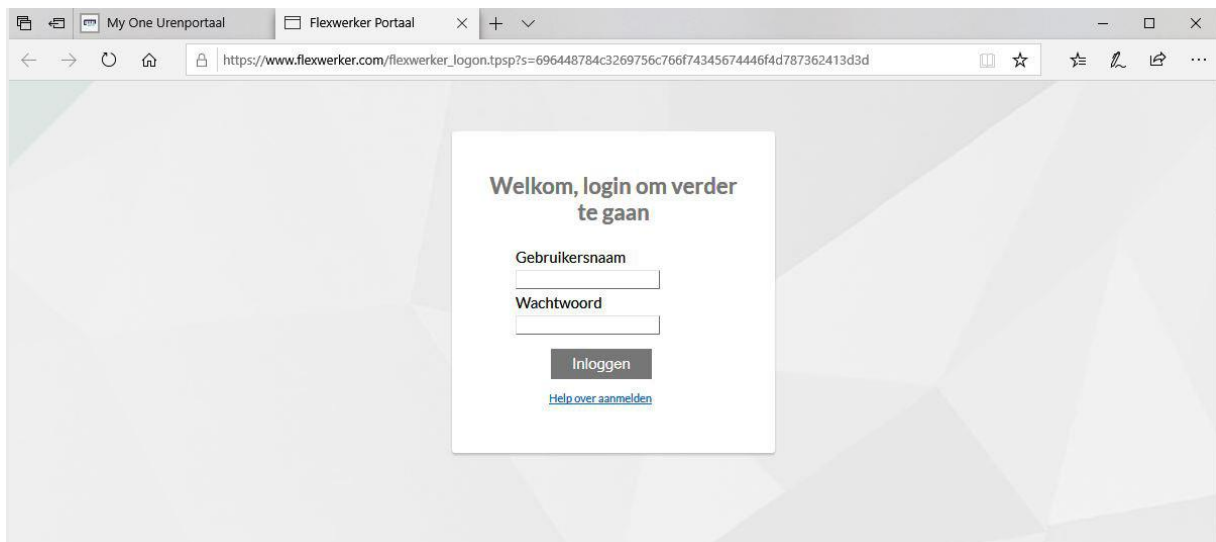 My One Urenportaal
Flexwerker Portaal
https://www.flexwerker.com/flexwerker_logon.tpsp?s=696448784c3269756c766f74345674446f4d787362413d3d
Welkom, login om verder
te gaan
Gebruikersnaam
Wachtwoord
Inloggen
Help over aanmelden